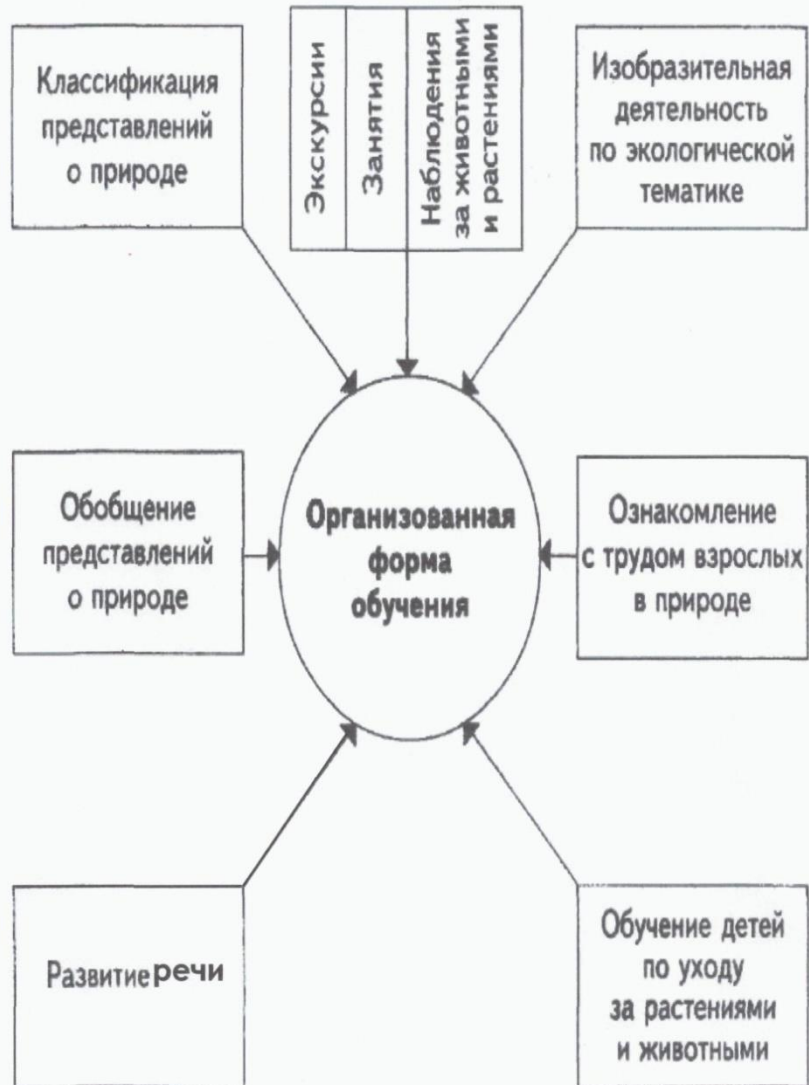 Классификация
представлений
о природе
Экскурсии
Занятия
Наблюдения
за животными
и растениями
Изобразительная
деятельность
по экологической
тематике
Обобщение
представлений
о природе
Организованная
форма
обучения
Ознакомление
с трудом взрослых
в природе
Развитие речи
Обучение детей
по уходу
за растениями
и животными